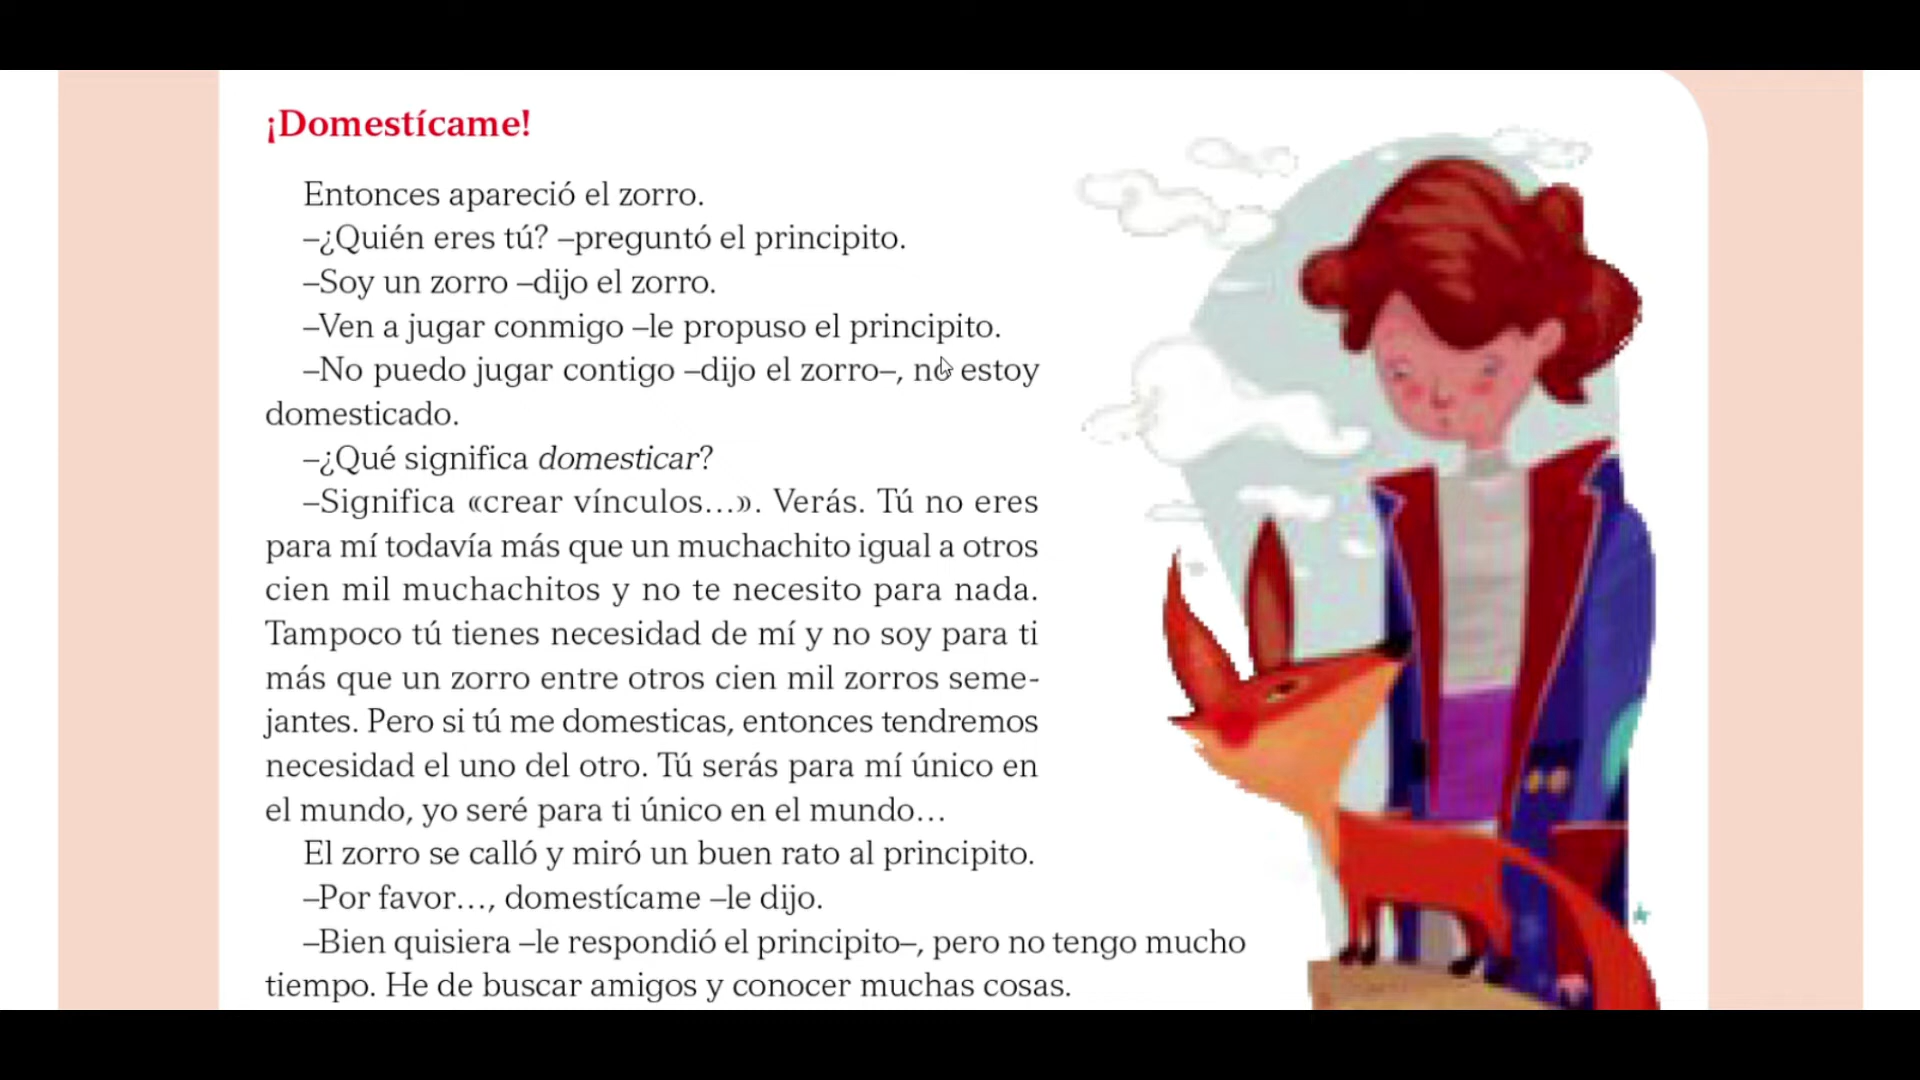 ¡Domestícame!
Entonces apareció el zorro.
–¿Quién eres tú? –preguntó el principito.
–Soy un zorro –dijo el zorro.
–Ven a jugar conmigo –le propuso el principito.
–No puedo jugar contigo –dijo el zorro–, no estoy
domesticado.
–¿Qué significa domesticar?
–Significa «crear vínculos…». Verás. Tú no eres
para mí todavía más que un muchachito igual a otros
cien mil muchachitos y no te necesito para nada.
Tampoco tú tienes necesidad de mí y no soy para ti
más que un zorro entre otros cien mil zorros seme-
jantes. Pero si tú me domesticas, entonces tendremos
necesidad el uno del otro. Tú serás para mí único en
el mundo, yo seré para ti único en el mundo…
El zorro se calló y miró un buen rato al principito.
–Por favor…, domestícame –le dijo.
–Bien quisiera –le respondió el principito–, pero no tengo mucho
tiempo. He de buscar amigos y conocer muchas cosas.